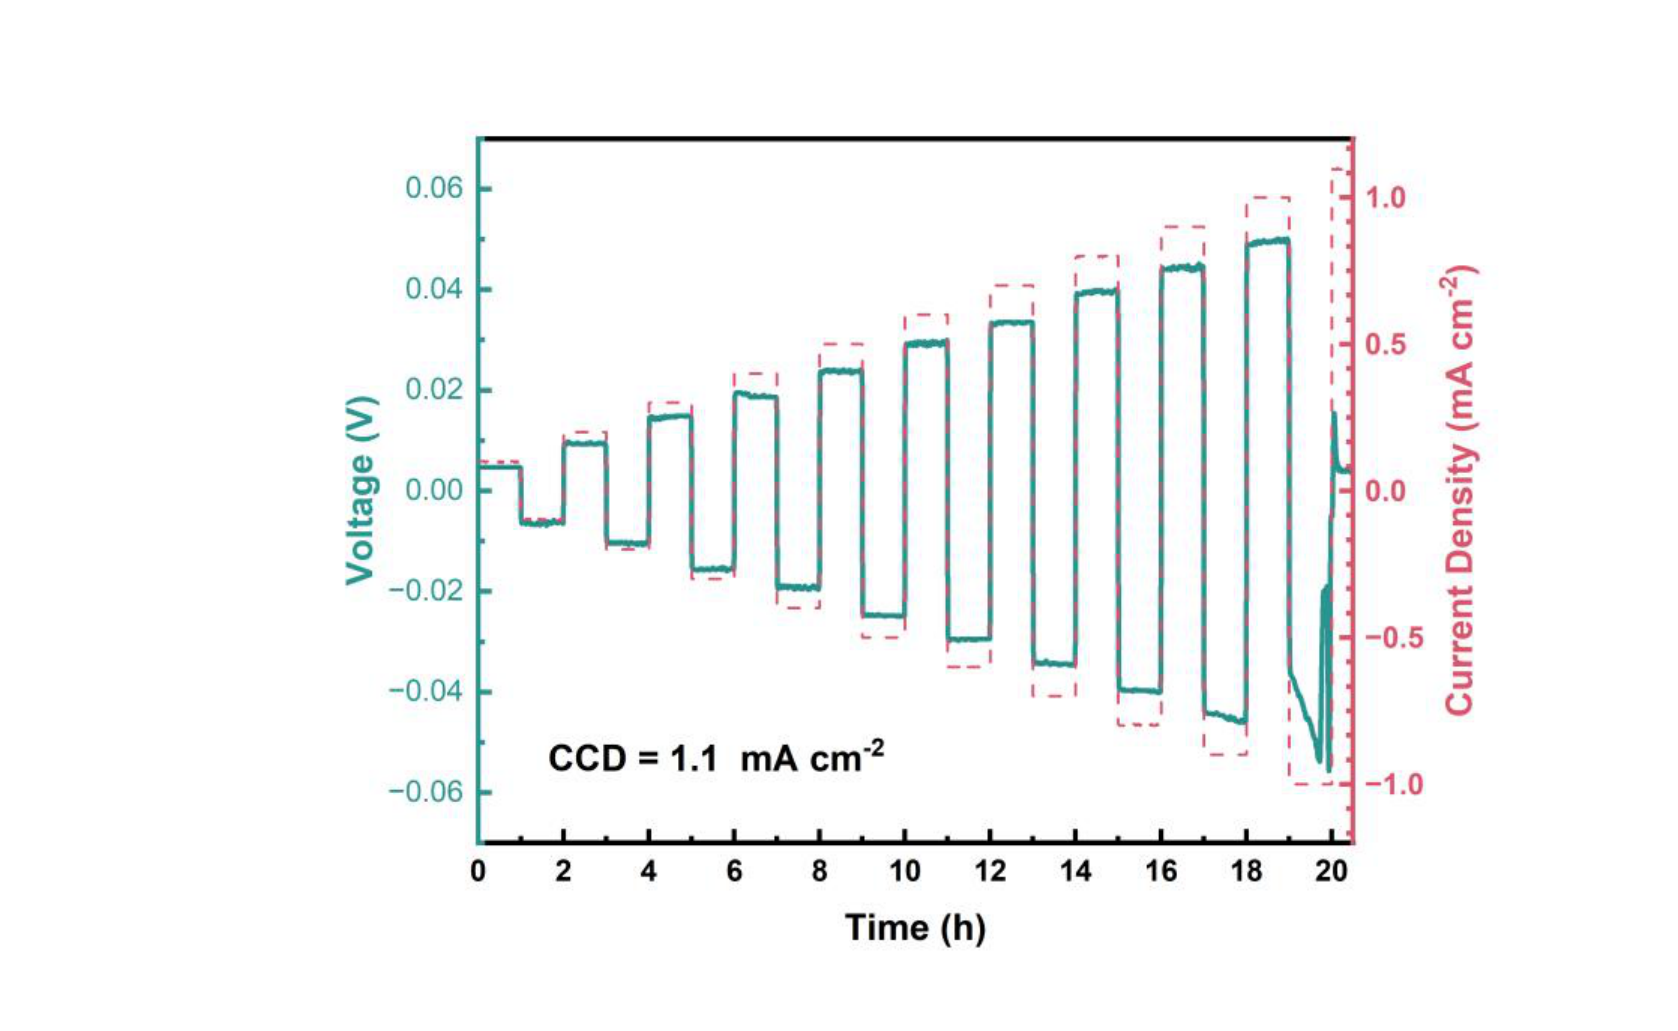 0.06
0.04
0.02
0.00
−0.02
−0.04
−0.06
Voltage (V)
1.0
0.5
0.0
−0.5
−1.0
Current Density (mA cm⁻²)
CCD = 1.1 mA cm⁻²
0 2 4 6 8 10 12 14 16 18 20
Time (h)